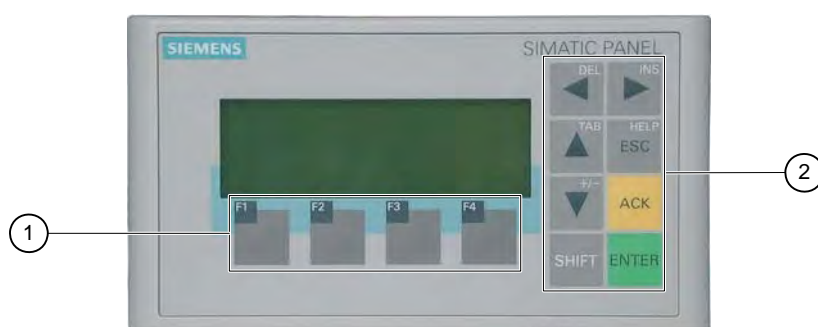 SIEMENS
SIMATIC PANEL
DEL
INS
TAB
HELP
ESC
+/−
ACK
SHIFT
ENTER
F1
F2
F3
F4
1
2